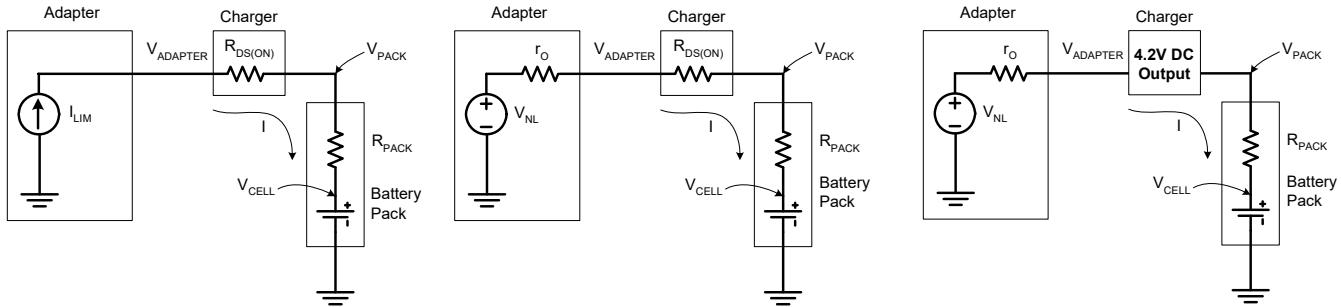 Adapter
Charger
V_ADAPTER
R_DS(ON)
V_PACK
I_LIM
I
R_PACK
V_CELL
Battery
Pack
+
Adapter
Charger
r_O
V_ADAPTER
R_DS(ON)
V_PACK
+
−
V_NL
I
R_PACK
V_CELL
Battery
Pack
+
Adapter
Charger
r_O
V_ADAPTER
4.2V DC
Output
V_PACK
+
−
V_NL
I
R_PACK
V_CELL
Battery
Pack
+